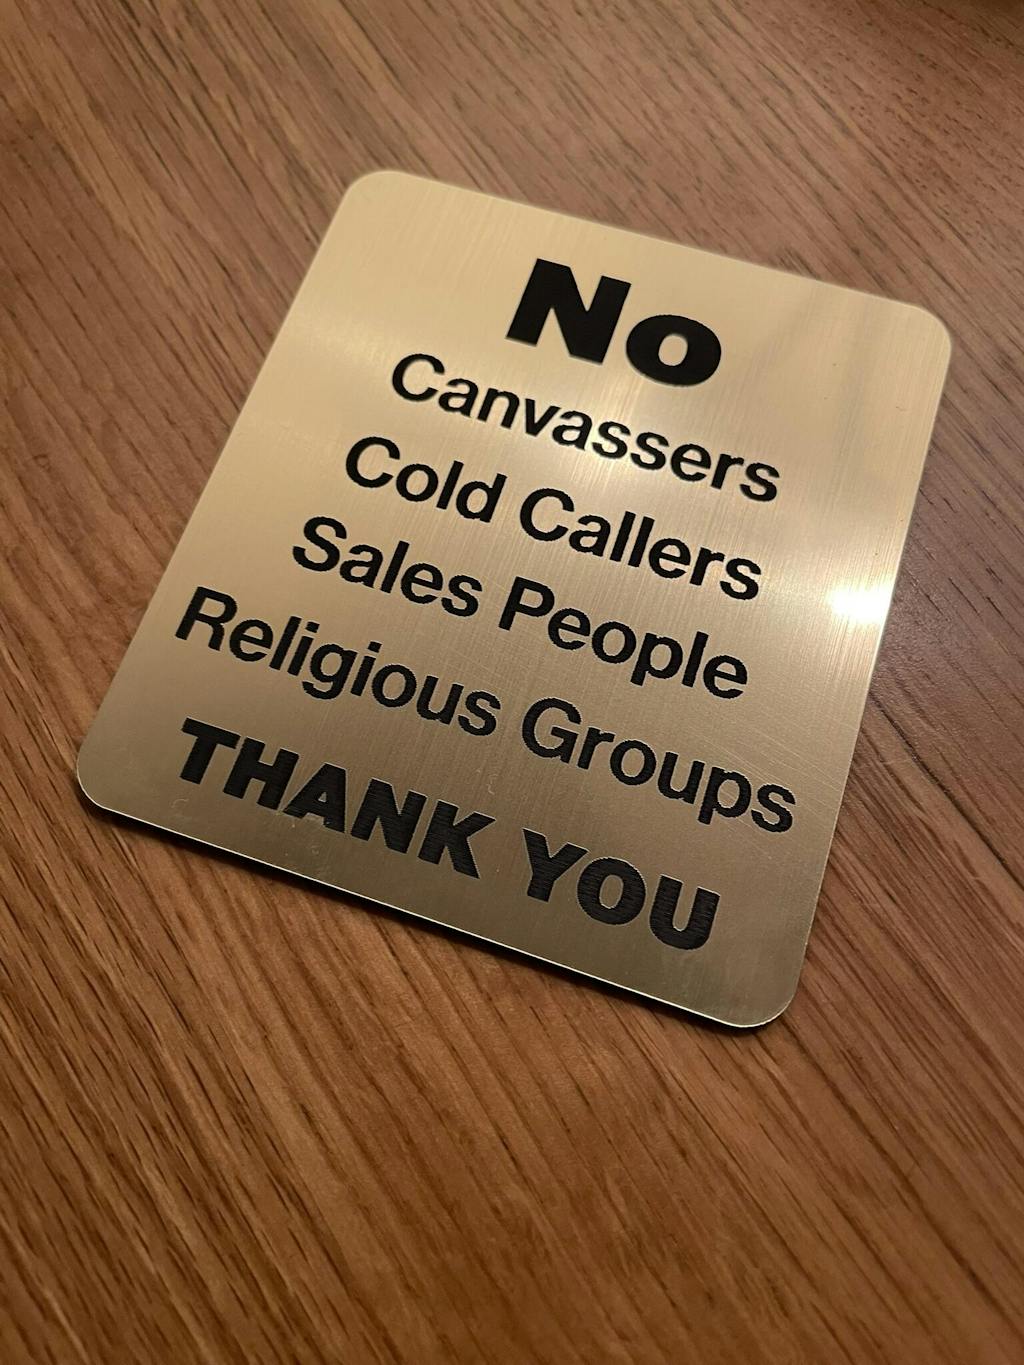 No
Canvassers
Cold Callers
Sales People
Religious Groups
THANK YOU